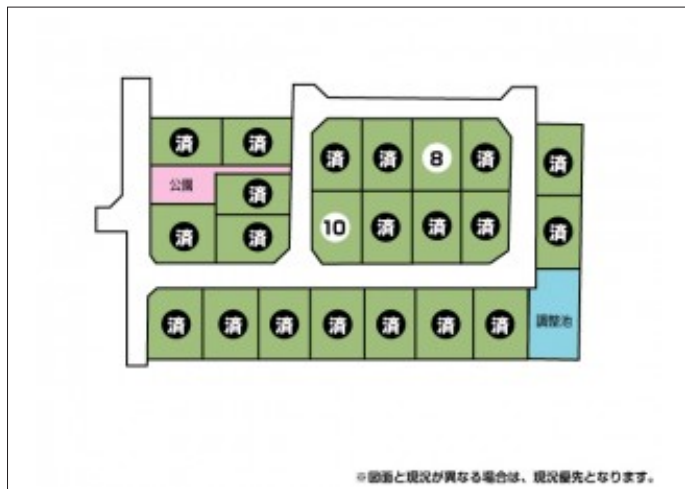 済 済
済 済 8 済
済
公園
済
済 済
10 済 済 済
済
済 済 済 済 済 済 済
調整池
※図面と現況が異なる場合は、現況優先となります。